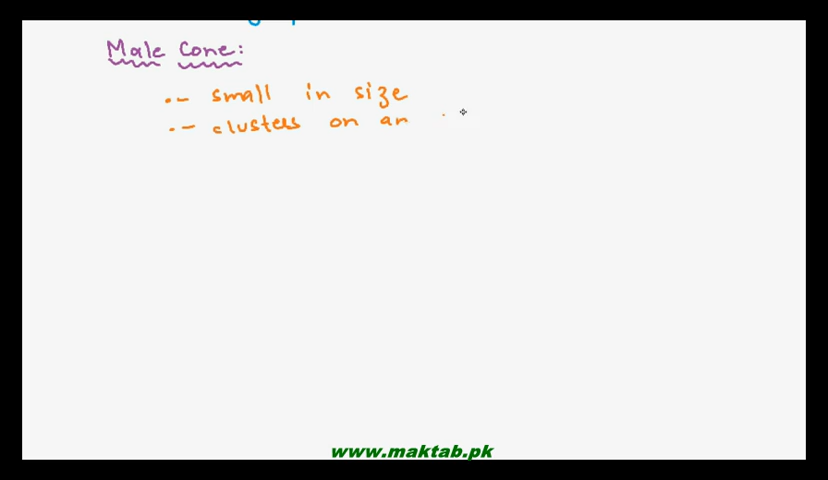 Male Cone:
.- small in size
.- clusters on an
www.maktab.pk